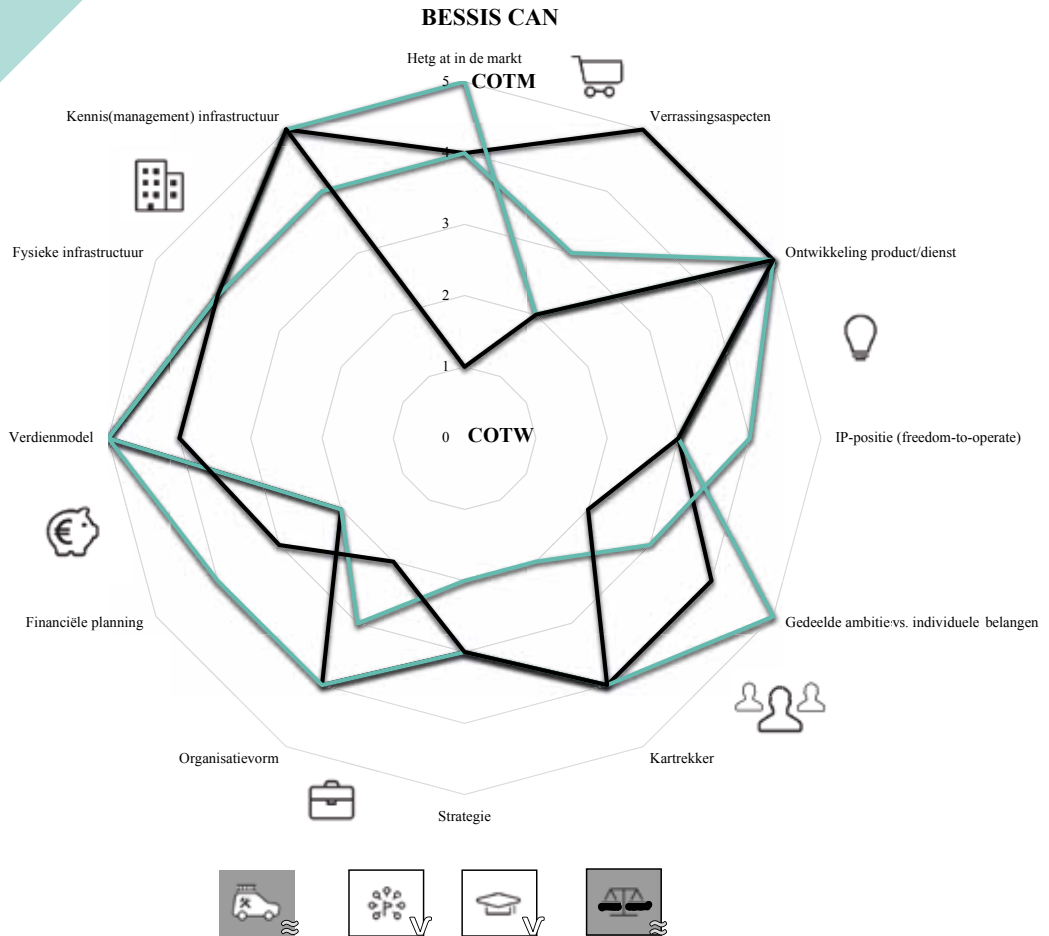 BESSIS CAN
Hetg at in de markt
5 COTM
Kennis(management) infrastructuur
Verrassingsaspecten
4
Fysieke infrastructuur
3
Ontwikkeling product/dienst
2
1
Verdienmodel
0 COTW
IP-positie (freedom-to-operate)
Financiële planning
Gedeelde ambitie vs. individuele belangen
Organisatievorm
Kartrekker
Strategie